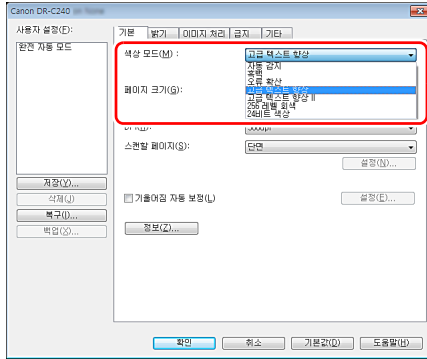 Canon DR-C240 on None
사용자 설정(F):
완전 자동 모드
저장(Y)...
삭제(J)
복구(I)...
백업(X)...
기본
밝기
이미지 처리
급지
기타
색상 모드(M) :
고급 텍스트 향상
자동 감지
흑백
오류 확산
고급 텍스트 향상
고급 텍스트 향상 II
256 레벨 회색
24비트 색상
페이지 크기(G):
300dpi
스캔할 페이지(S):
단면
설정(N)...
기울어짐 자동 보정(L)
설정(E)...
정보(Z)...
확인
취소
기본값(D)
도움말(H)